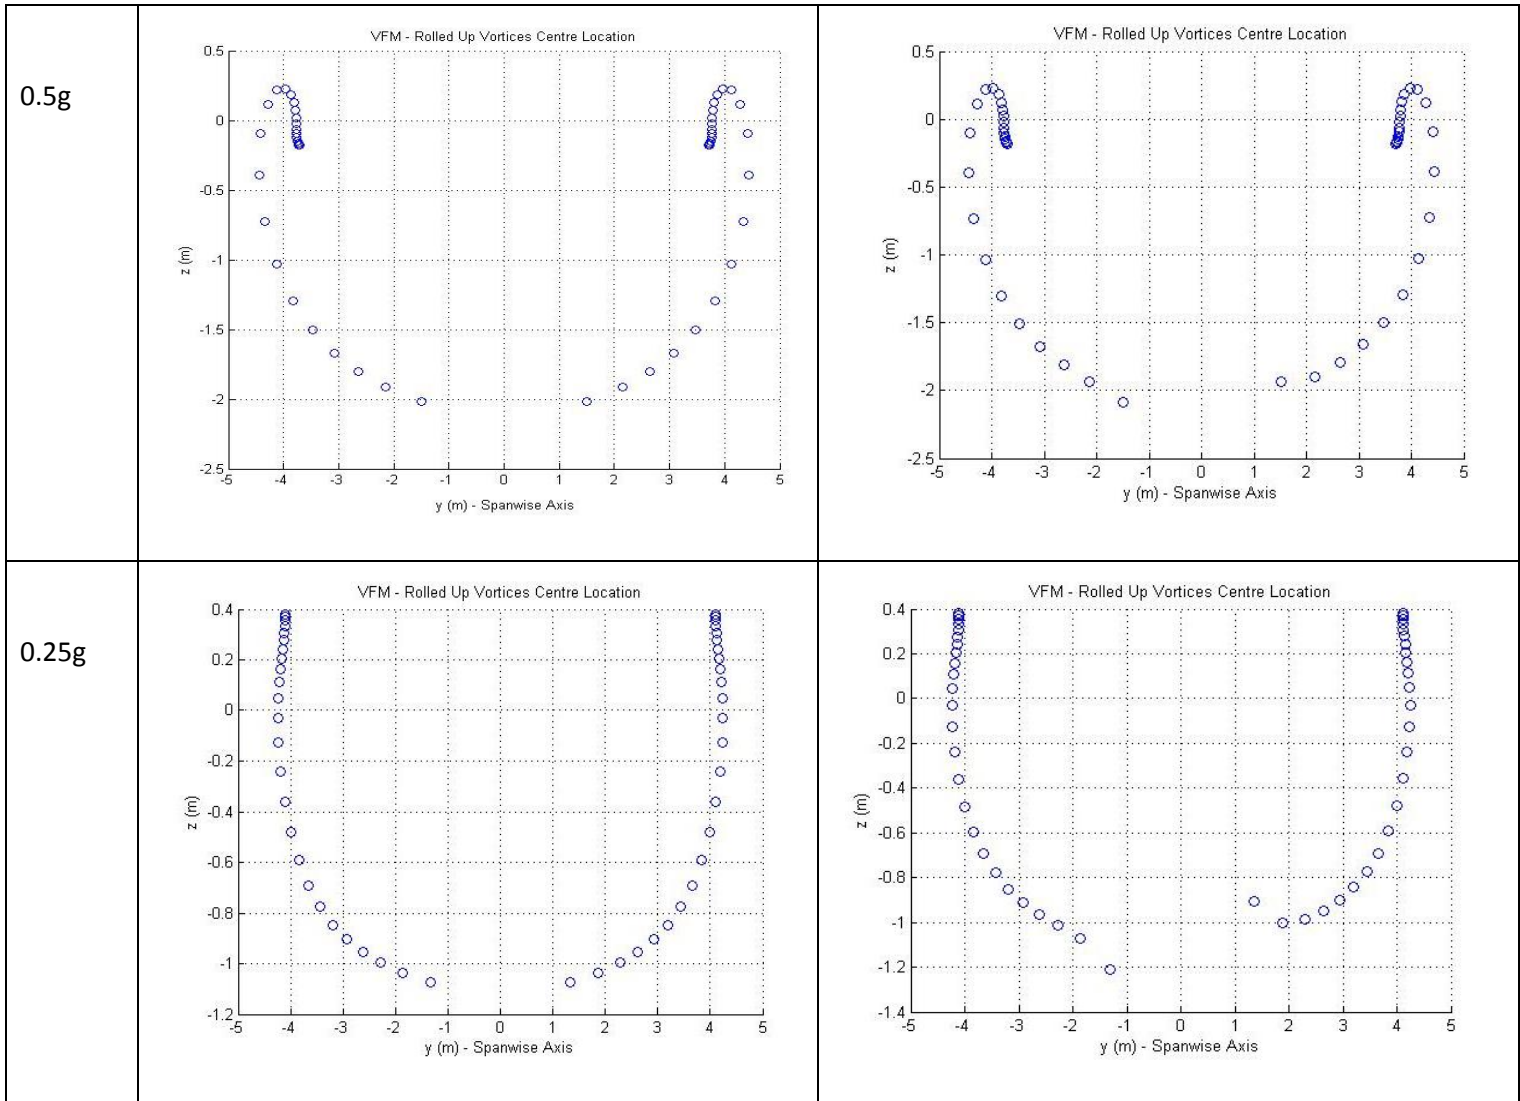 0.5g
VFM - Rolled Up Vortices Centre Location
0.5
0
-0.5
-1
-1.5
-2
-2.5
z (m)
-5 -4 -3 -2 -1 0 1 2 3 4 5
y (m) - Spanwise Axis
VFM - Rolled Up Vortices Centre Location
0.5
0
-0.5
-1
-1.5
-2
-2.5
z (m)
-5 -4 -3 -2 -1 0 1 2 3 4 5
y (m) - Spanwise Axis
0.25g
VFM - Rolled Up Vortices Centre Location
0.4
0.2
0
-0.2
-0.4
-0.6
-0.8
-1
-1.2
z (m)
-5 -4 -3 -2 -1 0 1 2 3 4 5
y (m) - Spanwise Axis
VFM - Rolled Up Vortices Centre Location
0.4
0.2
0
-0.2
-0.4
-0.6
-0.8
-1
-1.2
-1.4
z (m)
-5 -4 -3 -2 -1 0 1 2 3 4 5
y (m) - Spanwise Axis